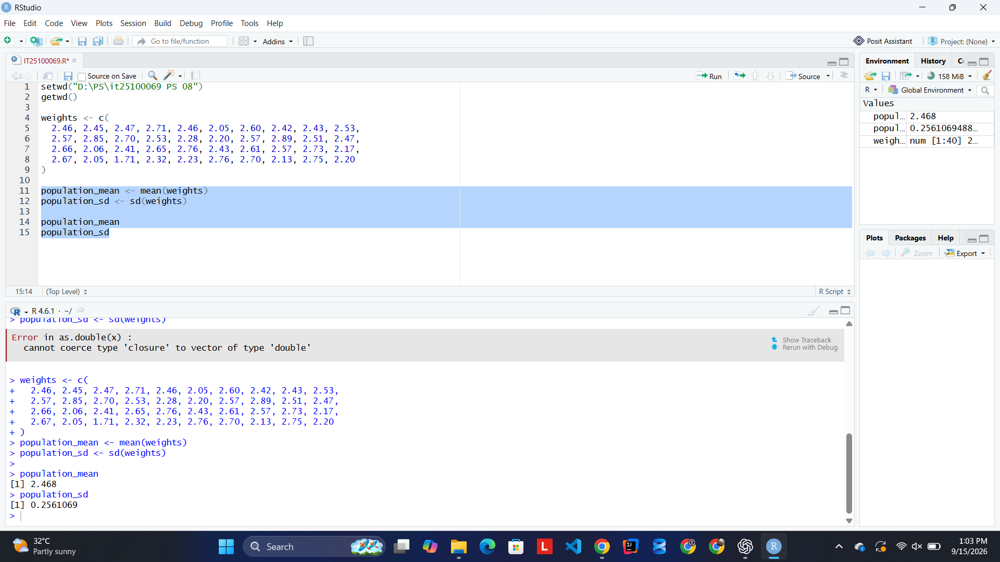 RStudio
File Edit Code View Plots Session Build Debug Profile Tools Help
Go to file/function Addins Posit Assistant Project: (None)
IT25100069.R*
Source on Save Run Source
1 setwd("D:\PS\it25100069 PS 08")
2 getwd()
3
4 weights <- c(
5 2.46, 2.45, 2.47, 2.71, 2.46, 2.05, 2.60, 2.42, 2.43, 2.53,
6 2.57, 2.85, 2.70, 2.53, 2.28, 2.20, 2.57, 2.89, 2.51, 2.47,
7 2.66, 2.06, 2.41, 2.65, 2.76, 2.43, 2.61, 2.57, 2.73, 2.17,
8 2.67, 2.05, 1.71, 2.32, 2.23, 2.76, 2.70, 2.13, 2.75, 2.20
9 )
10
11 population_mean <- mean(weights)
12 population_sd <- sd(weights)
13
14 population_mean
15 population_sd
15:14 (Top Level) R Script
R 4.6.1 · ~/
> population_sd <- sd(weights)
Error in as.double(x) :
cannot coerce type 'closure' to vector of type 'double'
Show Traceback
Rerun with Debug
> weights <- c(
+ 2.46, 2.45, 2.47, 2.71, 2.46, 2.05, 2.60, 2.42, 2.43, 2.53,
+ 2.57, 2.85, 2.70, 2.53, 2.28, 2.20, 2.57, 2.89, 2.51, 2.47,
+ 2.66, 2.06, 2.41, 2.65, 2.76, 2.43, 2.61, 2.57, 2.73, 2.17,
+ 2.67, 2.05, 1.71, 2.32, 2.23, 2.76, 2.70, 2.13, 2.75, 2.20
+ )
> population_mean <- mean(weights)
> population_sd <- sd(weights)
>
> population_mean
[1] 2.468
> population_sd
[1] 0.2561069
>
Environment History
158 MiB
R Global Environment
Values
popul… 2.468
popul… 0.2561069488…
weigh… num [1:40] 2…
Plots Packages Help
Zoom Export
32°C
Partly sunny
Search
1:03 PM
9/15/2026